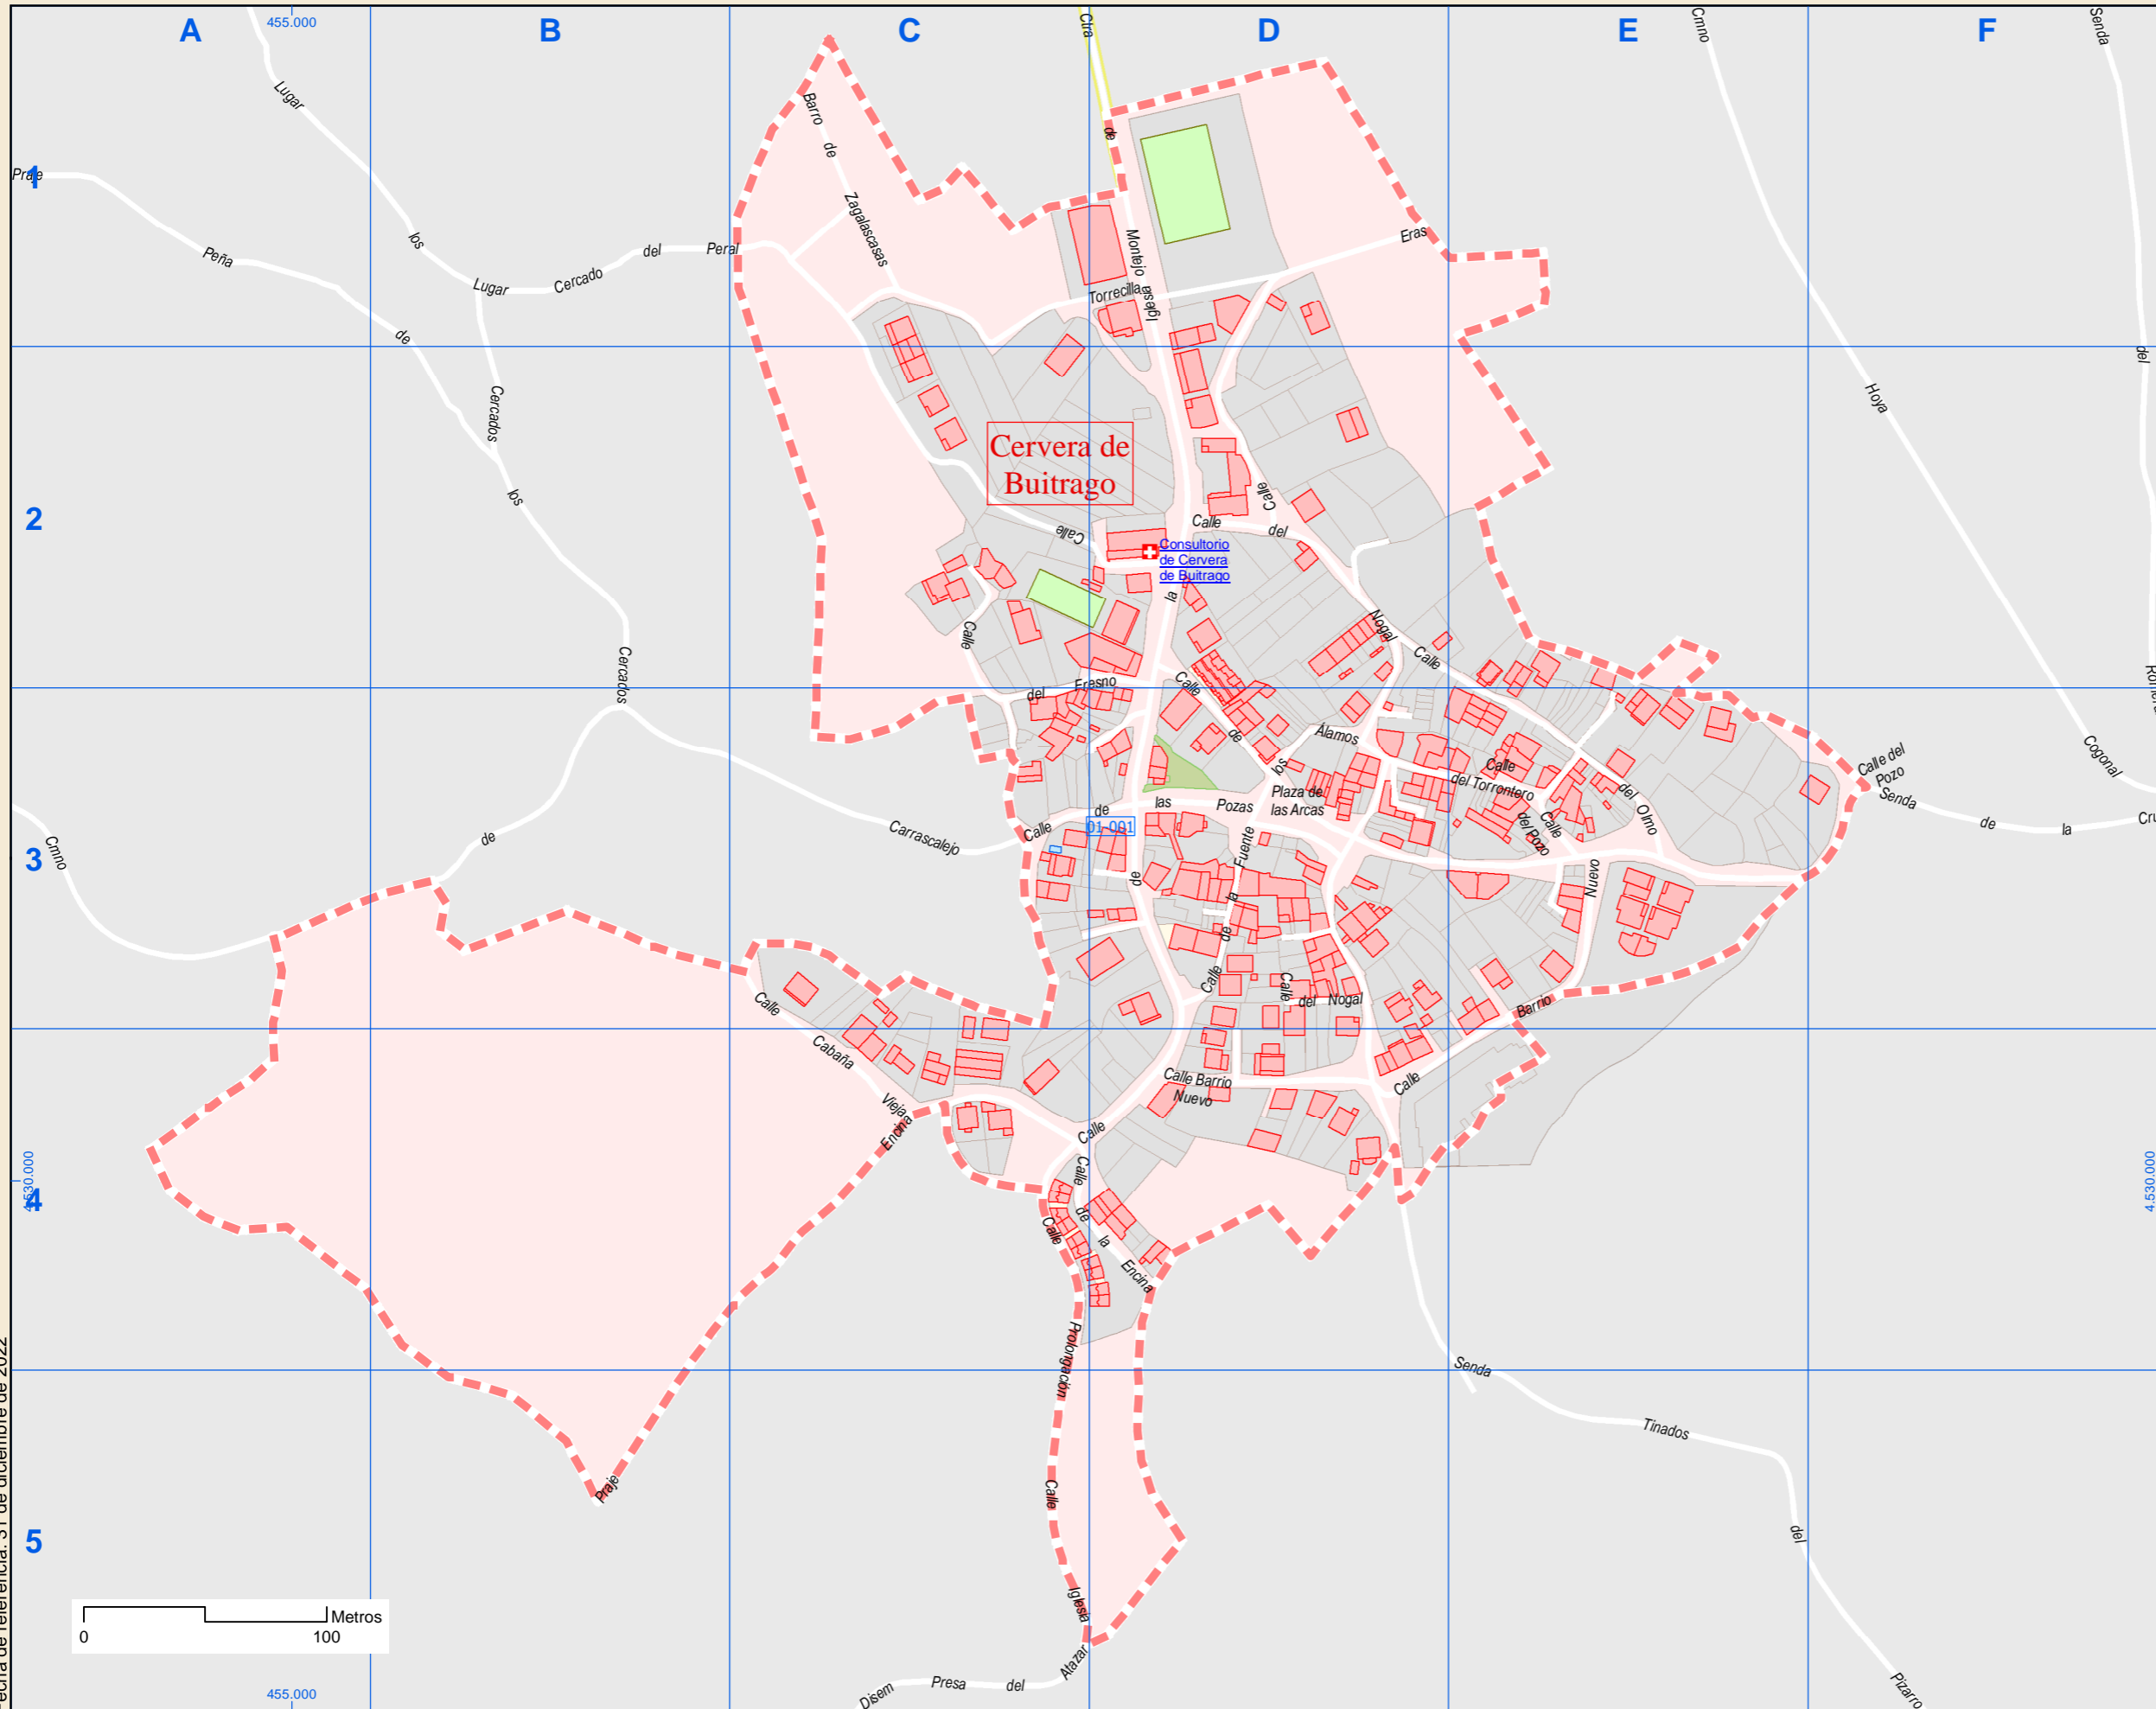 A
455.000
B
C
D
E
F
Ctra
de
Montejo
Cmno
Hoya
Cogonal
Senda
del
Lugar
los
Lugar
Cercado
del
Peral
1
Praje
Peña
de
Barro
de
Zagalascasas
Torrecilla
Iglesia
Eras
Cercados
los
Cercados
de
Cervera de
Buitrago
2
Calle
Calle
Calle
del
Consultorio
de Cervera
de Buitrago
la
Nogal
Calle
Calle
del
Fresno
Calle
de
los
Álamos
Calle
del Torrontero
Calle
del Pozo
del
Olmo
Calle del
Pozo
Senda
de
la
Plaza de
las Arcas
Calle
de
las
Pozas
01-001
3
Cmno
Carrascalejo
de
Fuente
la
de
Calle
Calle
del
Nogal
Nuevo
Barrio
Calle
Calle
Cabaña
Vieja
Encina
Calle Barrio
Nuevo
Calle
4
4.530.000
4.530.000
Calle
de
la
Encina
Calle
Prolongación
Calle
Iglesia
Praje
Senda
Tinados
del
Pizarro
5
Metros
0
100
455.000
Disem
Presa
del
Atazar